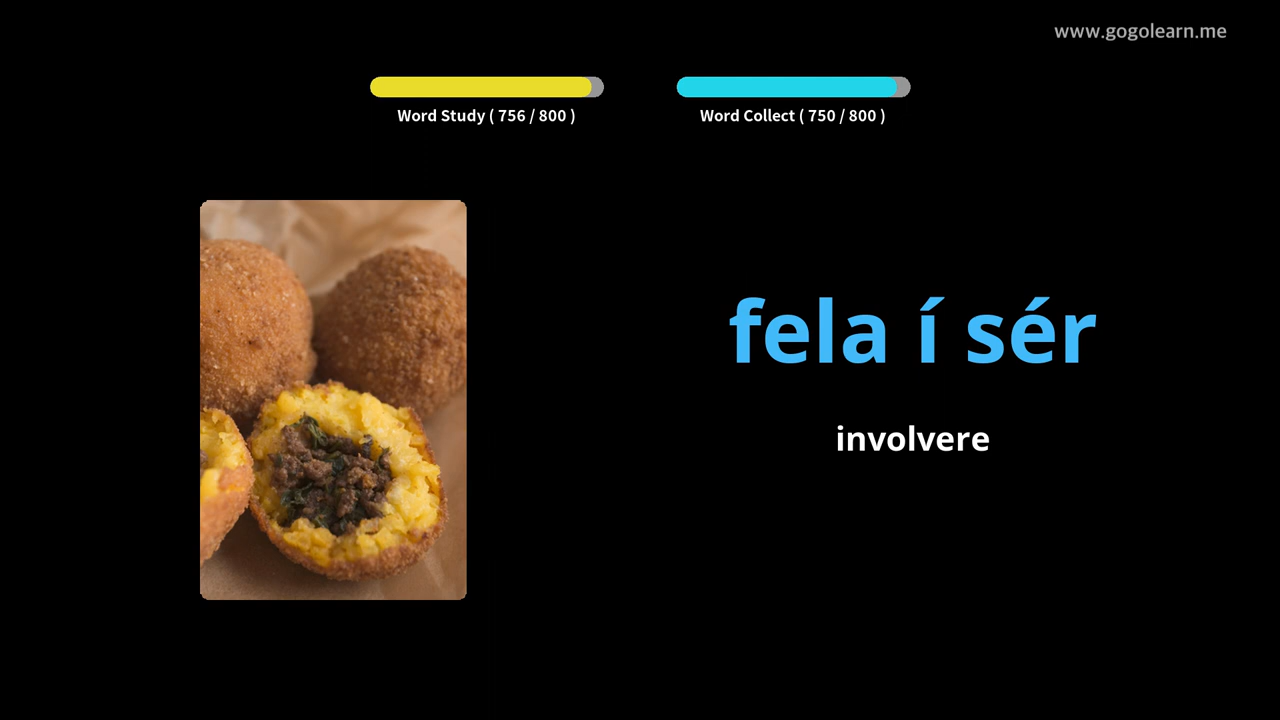 www.gogolearn.me
Word Study ( 756 / 800 )
Word Collect ( 750 / 800 )
fela í sér
involvere